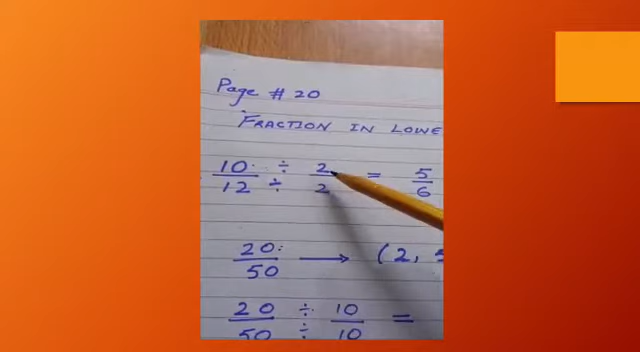 Page # 20
FRACTION IN LOWE
10 ÷ 2 = 5
12 ÷ 2 6
20 ⟶ (2,
50
20 ÷ 10 =
50 ÷ 10